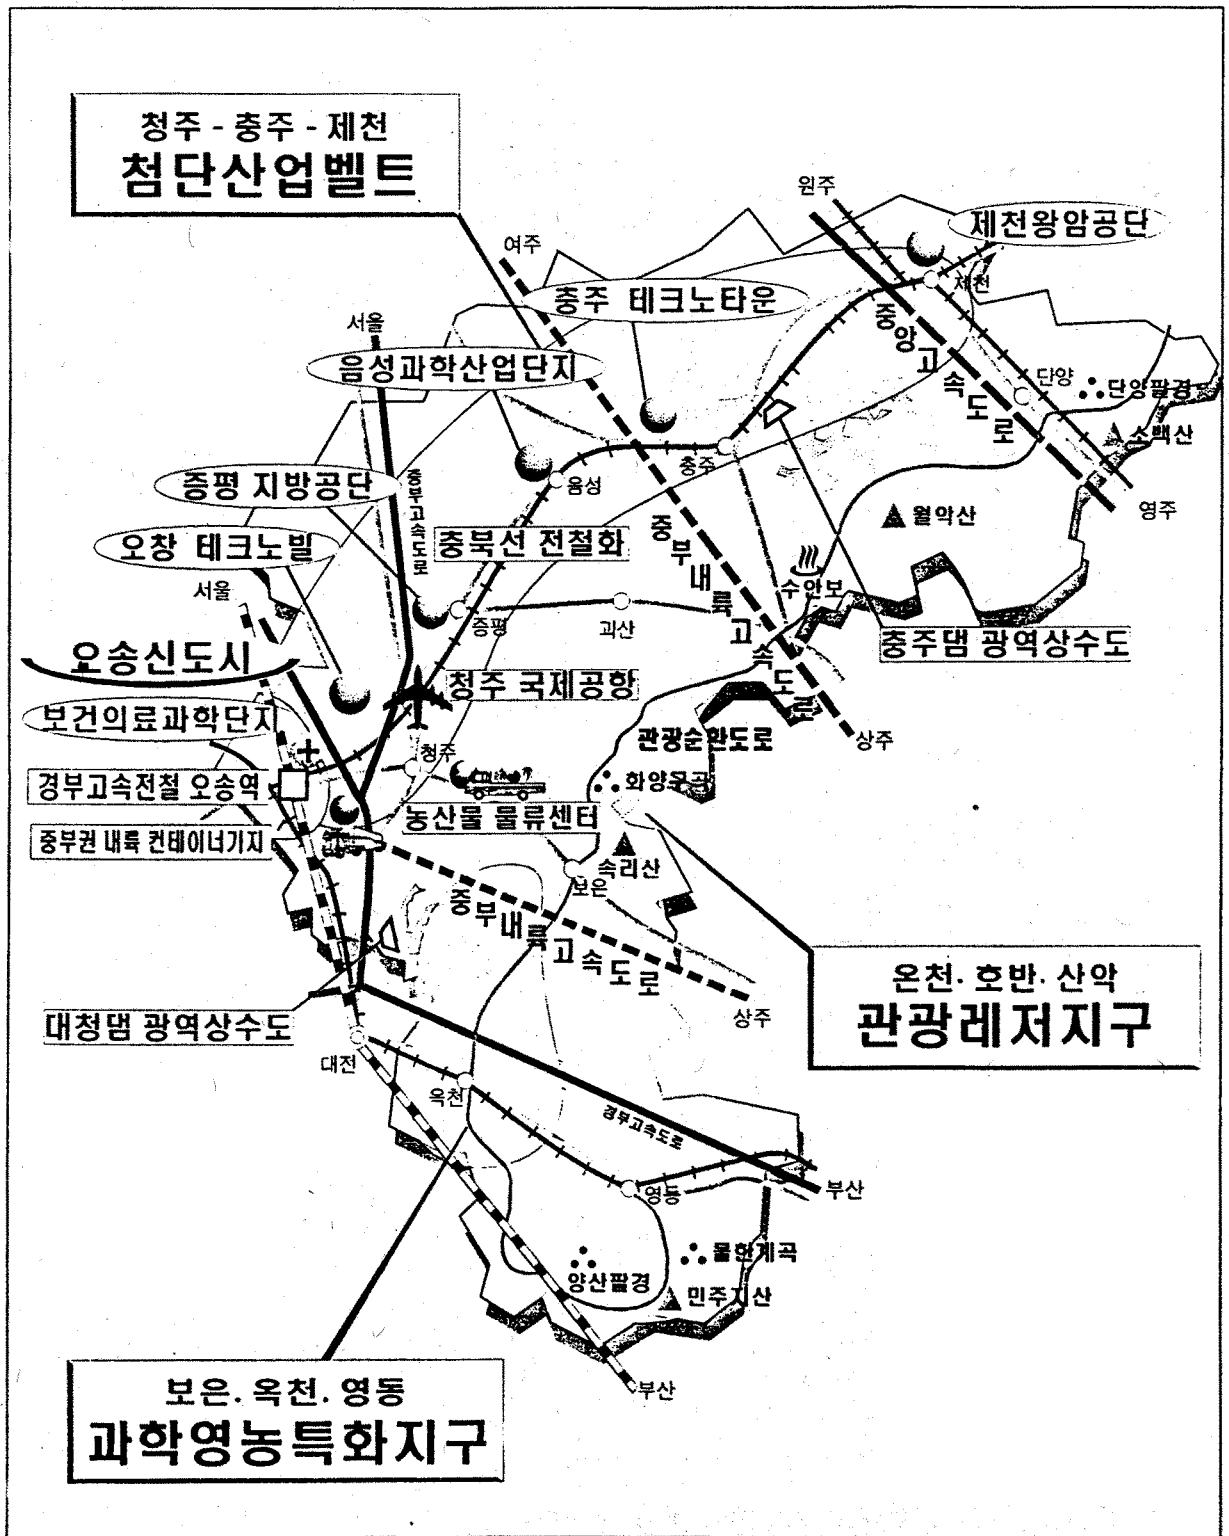 청주 - 충주 - 제천
첨단산업벨트
원주
제천왕암공단
여주
제천
충주 테크노타운
중앙고속도로
서울
음성과학산업단지
단양
단양팔경
소백산
충주
증평 지방공단
음성
중부고속도로
월악산
영주
오창 테크노빌
충북선 전철화
중부내륙고속도로
수안보
서울
증평
괴산
충주댐 광역상수도
오송신도시
청주 국제공항
보건의료과학단지
관광순환도로
상주
청주
경부고속전철 오송역
화양구곡
농산물 물류센터
중부권 내륙 컨테이너기지
속리산
보은
중부내륙고속도로
온천. 호반. 산악
관광레저지구
상주
대청댐 광역상수도
대전
옥천
경부고속도로
영동
부산
물한계곡
양산팔경
민주지산
부산
보은. 옥천. 영동
과학영농특화지구